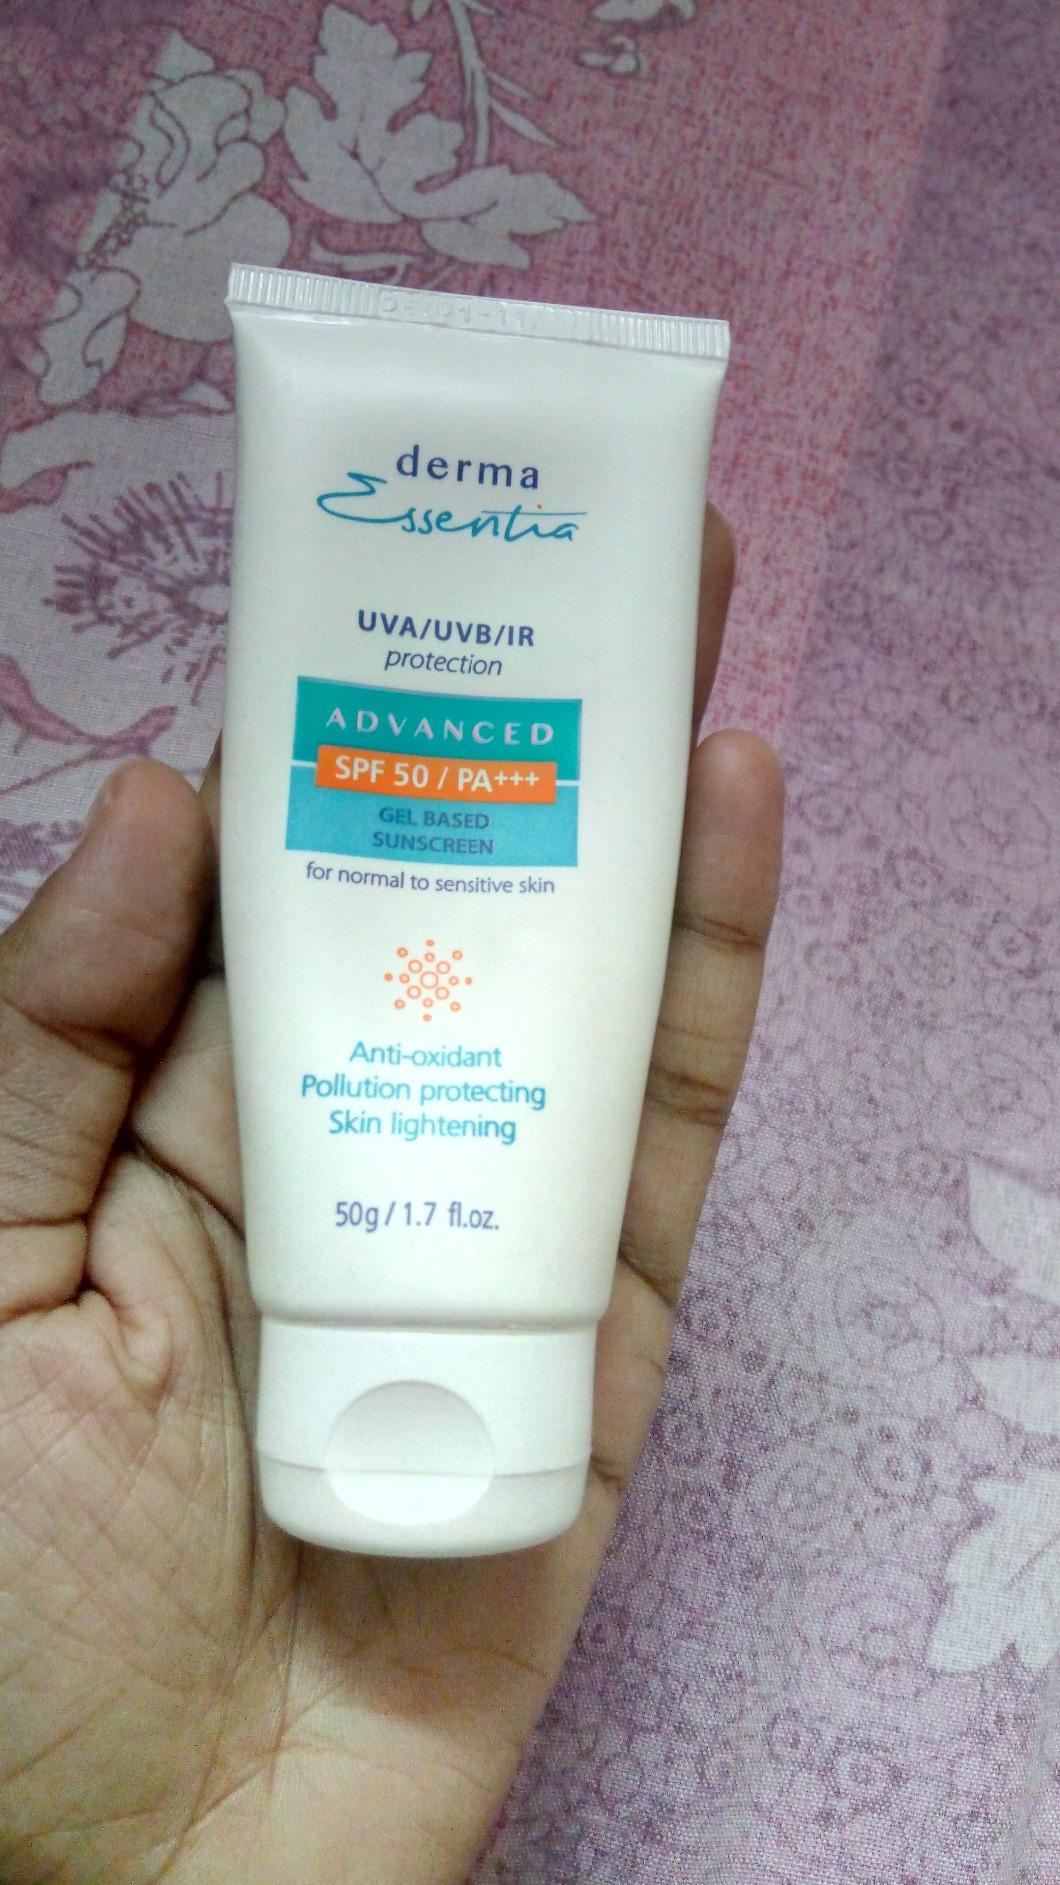 derma
Essentia
UVA/UVB/IR
protection
ADVANCED
SPF 50 / PA+++
GEL BASED
SUNSCREEN
for normal to sensitive skin
Anti-oxidant
Pollution protecting
Skin lightening
50g / 1.7 fl.oz.